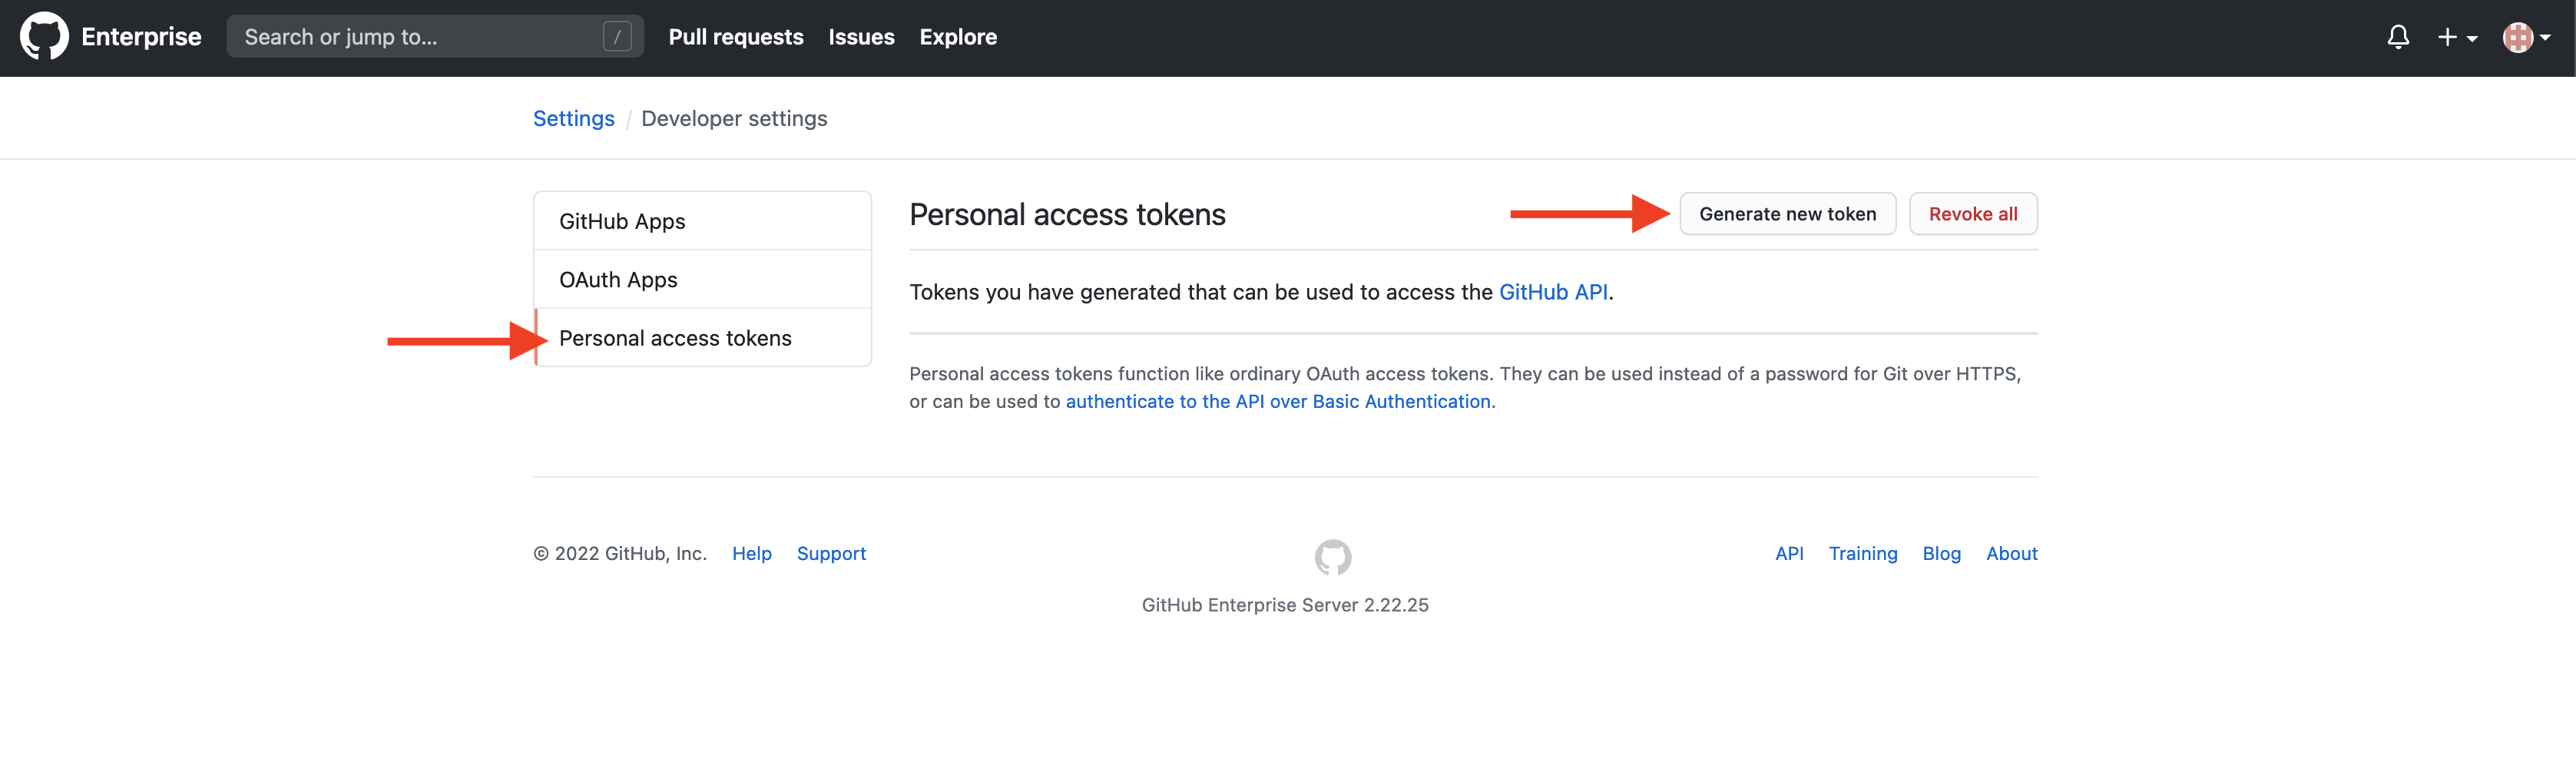 Enterprise
Search or jump to...
/
Pull requests
Issues
Explore
Settings / Developer settings
GitHub Apps
OAuth Apps
Personal access tokens
Personal access tokens
Generate new token
Revoke all
Tokens you have generated that can be used to access the GitHub API.
Personal access tokens function like ordinary OAuth access tokens. They can be used instead of a password for Git over HTTPS,
or can be used to authenticate to the API over Basic Authentication.
© 2022 GitHub, Inc.
Help
Support
API
Training
Blog
About
GitHub Enterprise Server 2.22.25